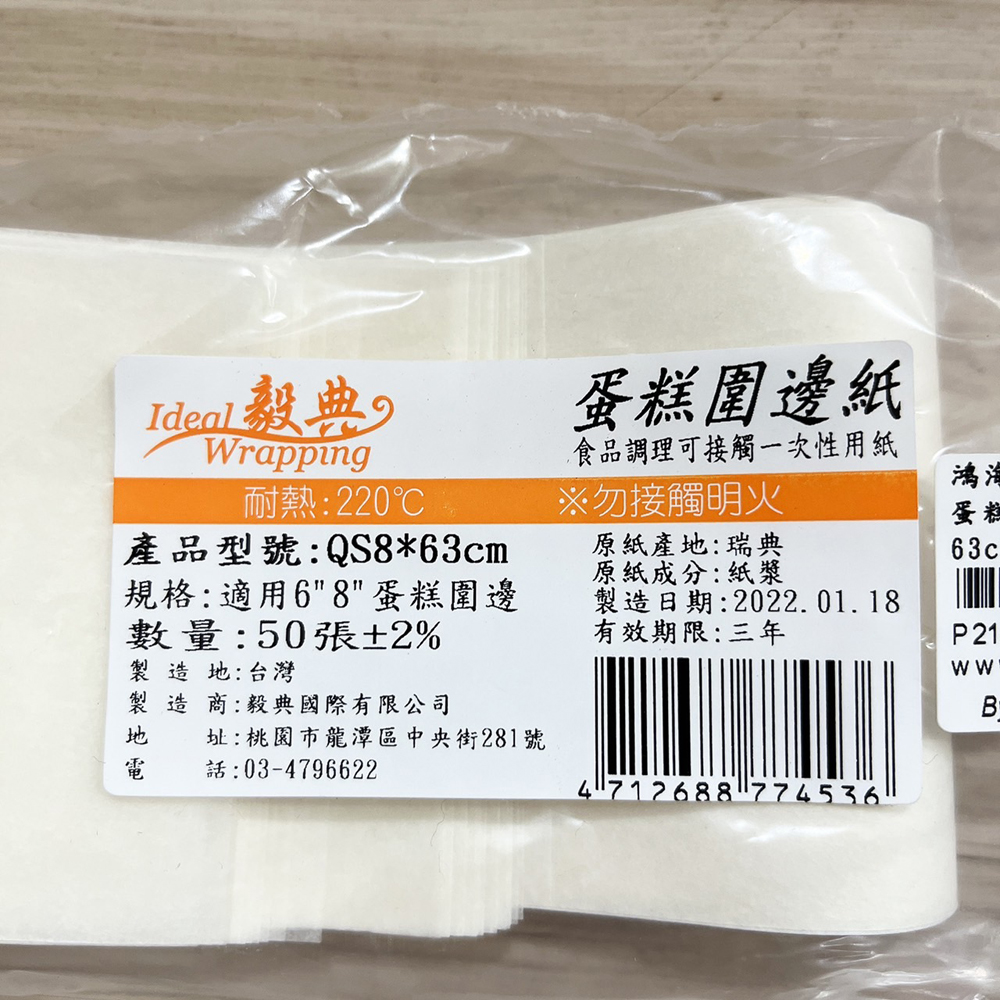 Ideal 毅典
Wrapping
蛋糕圍邊紙
食品調理可接觸一次性用紙
耐熱:220℃ ※勿接觸明火
產品型號:QS8*63cm
規格:適用6"8"蛋糕圍邊
數量:50張±2%
製造地:台灣
製造商:毅典國際有限公司
地址:桃園市龍潭區中央街281號
電話:03-4796622
原紙產地:瑞典
原紙成分:紙漿
製造日期:2022.01.18
有效期限:三年
4 712688 774536
鴻海
蛋糕
63c
P21
ww
By